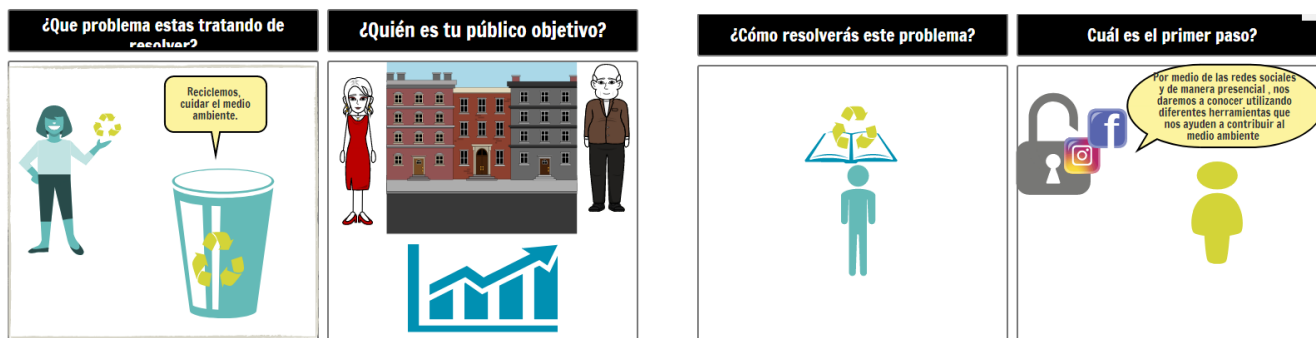 ¿Que problema estas tratando de
resolver?
¿Quién es tu público objetivo?
¿Cómo resolverás este problema?
Cuál es el primer paso?
Reciclemos,
cuidar el medio
ambiente.
Por medio de las redes sociales
y de manera presencial , nos
daremos a conocer utilizando
diferentes herramientas que
nos ayuden a contribuir al
medio ambiente